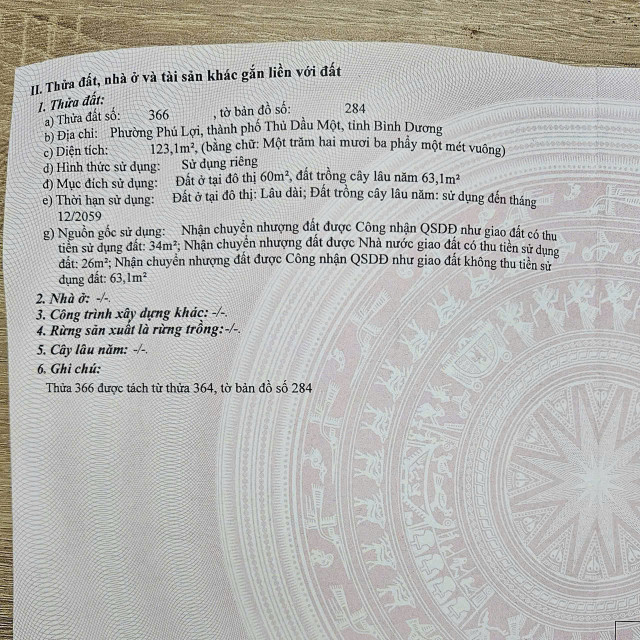 II. Thửa đất, nhà ở và tài sản khác gắn liền với đất
1. Thửa đất:
a) Thửa đất số: 366 , tờ bản đồ số: 284
b) Địa chỉ: Phường Phú Lợi, thành phố Thủ Dầu Một, tỉnh Bình Dương
c) Diện tích: 123,1m², (bằng chữ: Một trăm hai mươi ba phẩy một mét vuông)
d) Hình thức sử dụng: Sử dụng riêng
đ) Mục đích sử dụng: Đất ở tại đô thị 60m², đất trồng cây lâu năm 63,1m²
e) Thời hạn sử dụng: Đất ở tại đô thị: Lâu dài; Đất trồng cây lâu năm: sử dụng đến tháng
12/2059
g) Nguồn gốc sử dụng: Nhận chuyển nhượng đất được Công nhận QSDĐ như giao đất có thu
tiền sử dụng đất: 34m²; Nhận chuyển nhượng đất được Nhà nước giao đất có thu tiền sử dụng
đất: 26m²; Nhận chuyển nhượng đất được Công nhận QSDĐ như giao đất không thu tiền sử
dụng đất: 63,1m²
2. Nhà ở: -/-.
3. Công trình xây dựng khác: -/-.
4. Rừng sản xuất là rừng trồng:-/-.
5. Cây lâu năm: -/-.
6. Ghi chú:
Thửa 366 được tách từ thửa 364, tờ bản đồ số 284